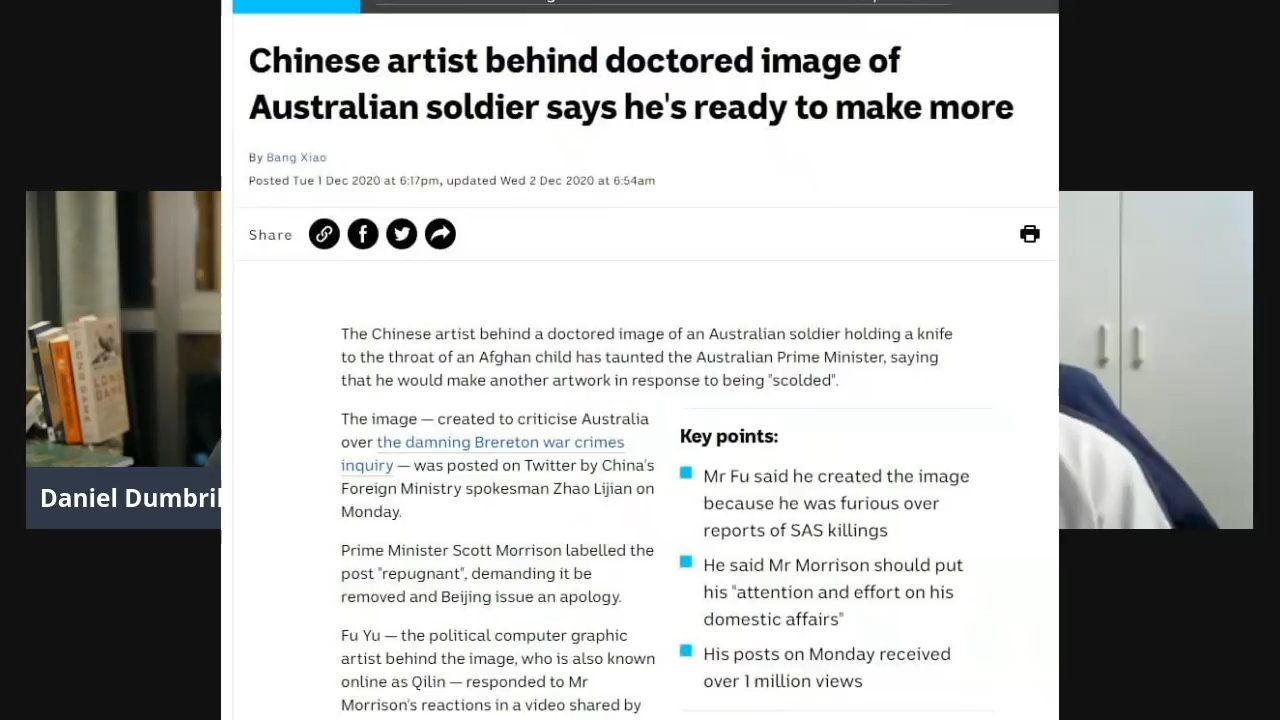 Chinese artist behind doctored image of
Australian soldier says he's ready to make more
By Bang Xiao
Posted Tue 1 Dec 2020 at 6:17pm, updated Wed 2 Dec 2020 at 6:54am
Share
The Chinese artist behind a doctored image of an Australian soldier holding a knife
to the throat of an Afghan child has taunted the Australian Prime Minister, saying
that he would make another artwork in response to being "scolded".
The image — created to criticise Australia
over the damning Brereton war crimes
inquiry — was posted on Twitter by China's
Foreign Ministry spokesman Zhao Lijian on
Monday.
Prime Minister Scott Morrison labelled the
post "repugnant", demanding it be
removed and Beijing issue an apology.
Fu Yu — the political computer graphic
artist behind the image, who is also known
online as Qilin — responded to Mr
Morrison's reactions in a video shared by
Key points:
Mr Fu said he created the image
because he was furious over
reports of SAS killings
He said Mr Morrison should put
his "attention and effort on his
domestic affairs"
His posts on Monday received
over 1 million views
Daniel Dumbril